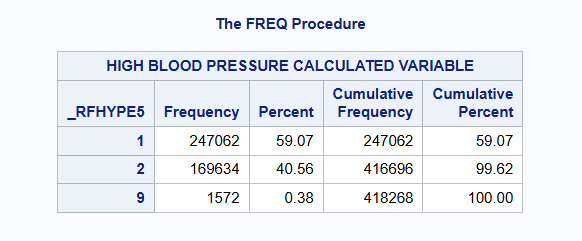 The FREQ Procedure
HIGH BLOOD PRESSURE CALCULATED VARIABLE
_RFHYPE5 Frequency Percent Cumulative Frequency Cumulative Percent
1 247062 59.07 247062 59.07
2 169634 40.56 416696 99.62
9 1572 0.38 418268 100.00